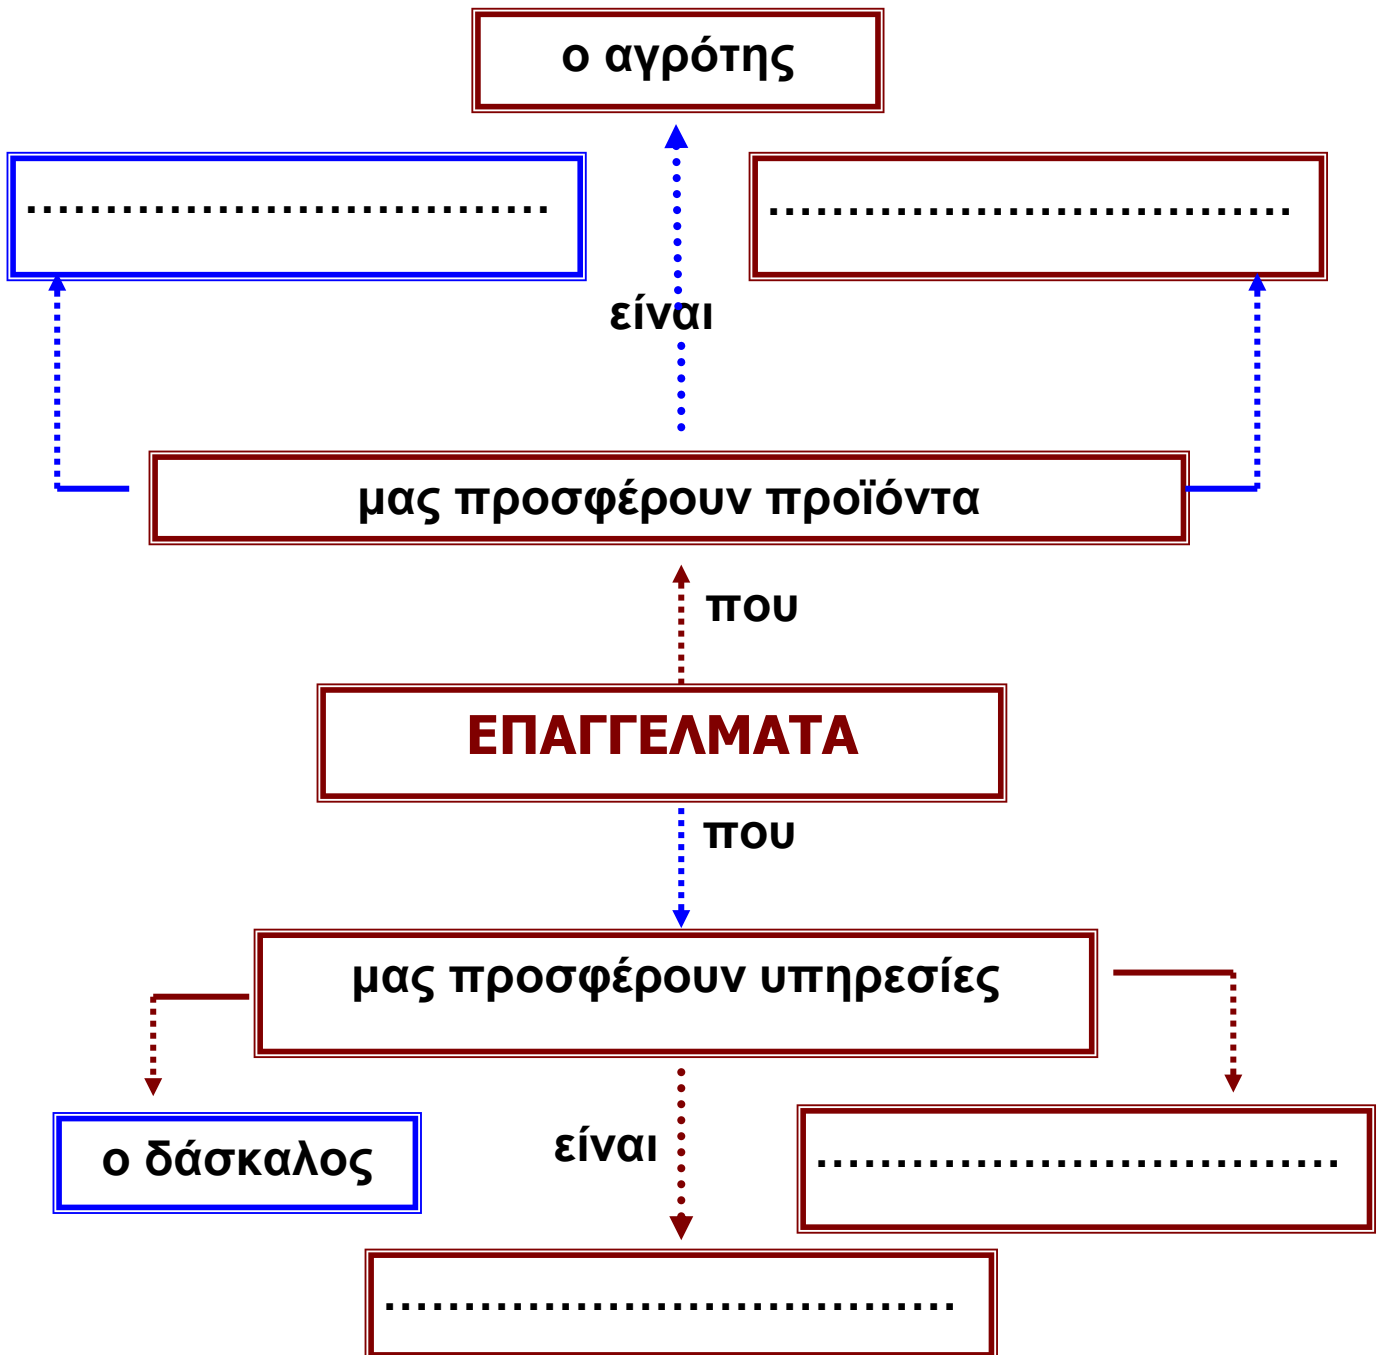 ο αγρότης
................................. .................................
είναι
μας προσφέρουν προϊόντα
που
ΕΠΑΓΓΕΛΜΑΤΑ
που
μας προσφέρουν υπηρεσίες
ο δάσκαλος
είναι
.................................
....................................